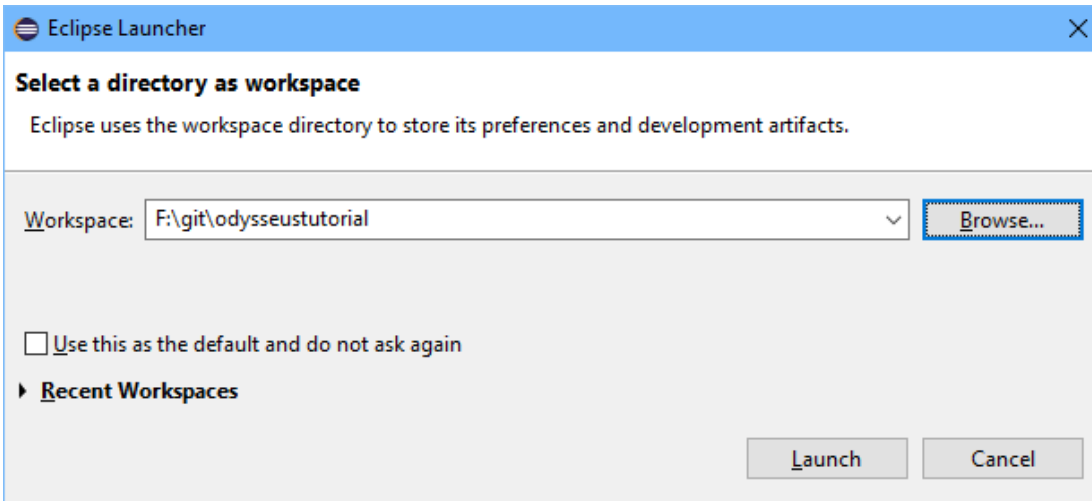 Eclipse Launcher
Select a directory as workspace
Eclipse uses the workspace directory to store its preferences and development artifacts.
Workspace: F:\git\odysseustutorial Browse...
Use this as the default and do not ask again
Recent Workspaces
Launch Cancel